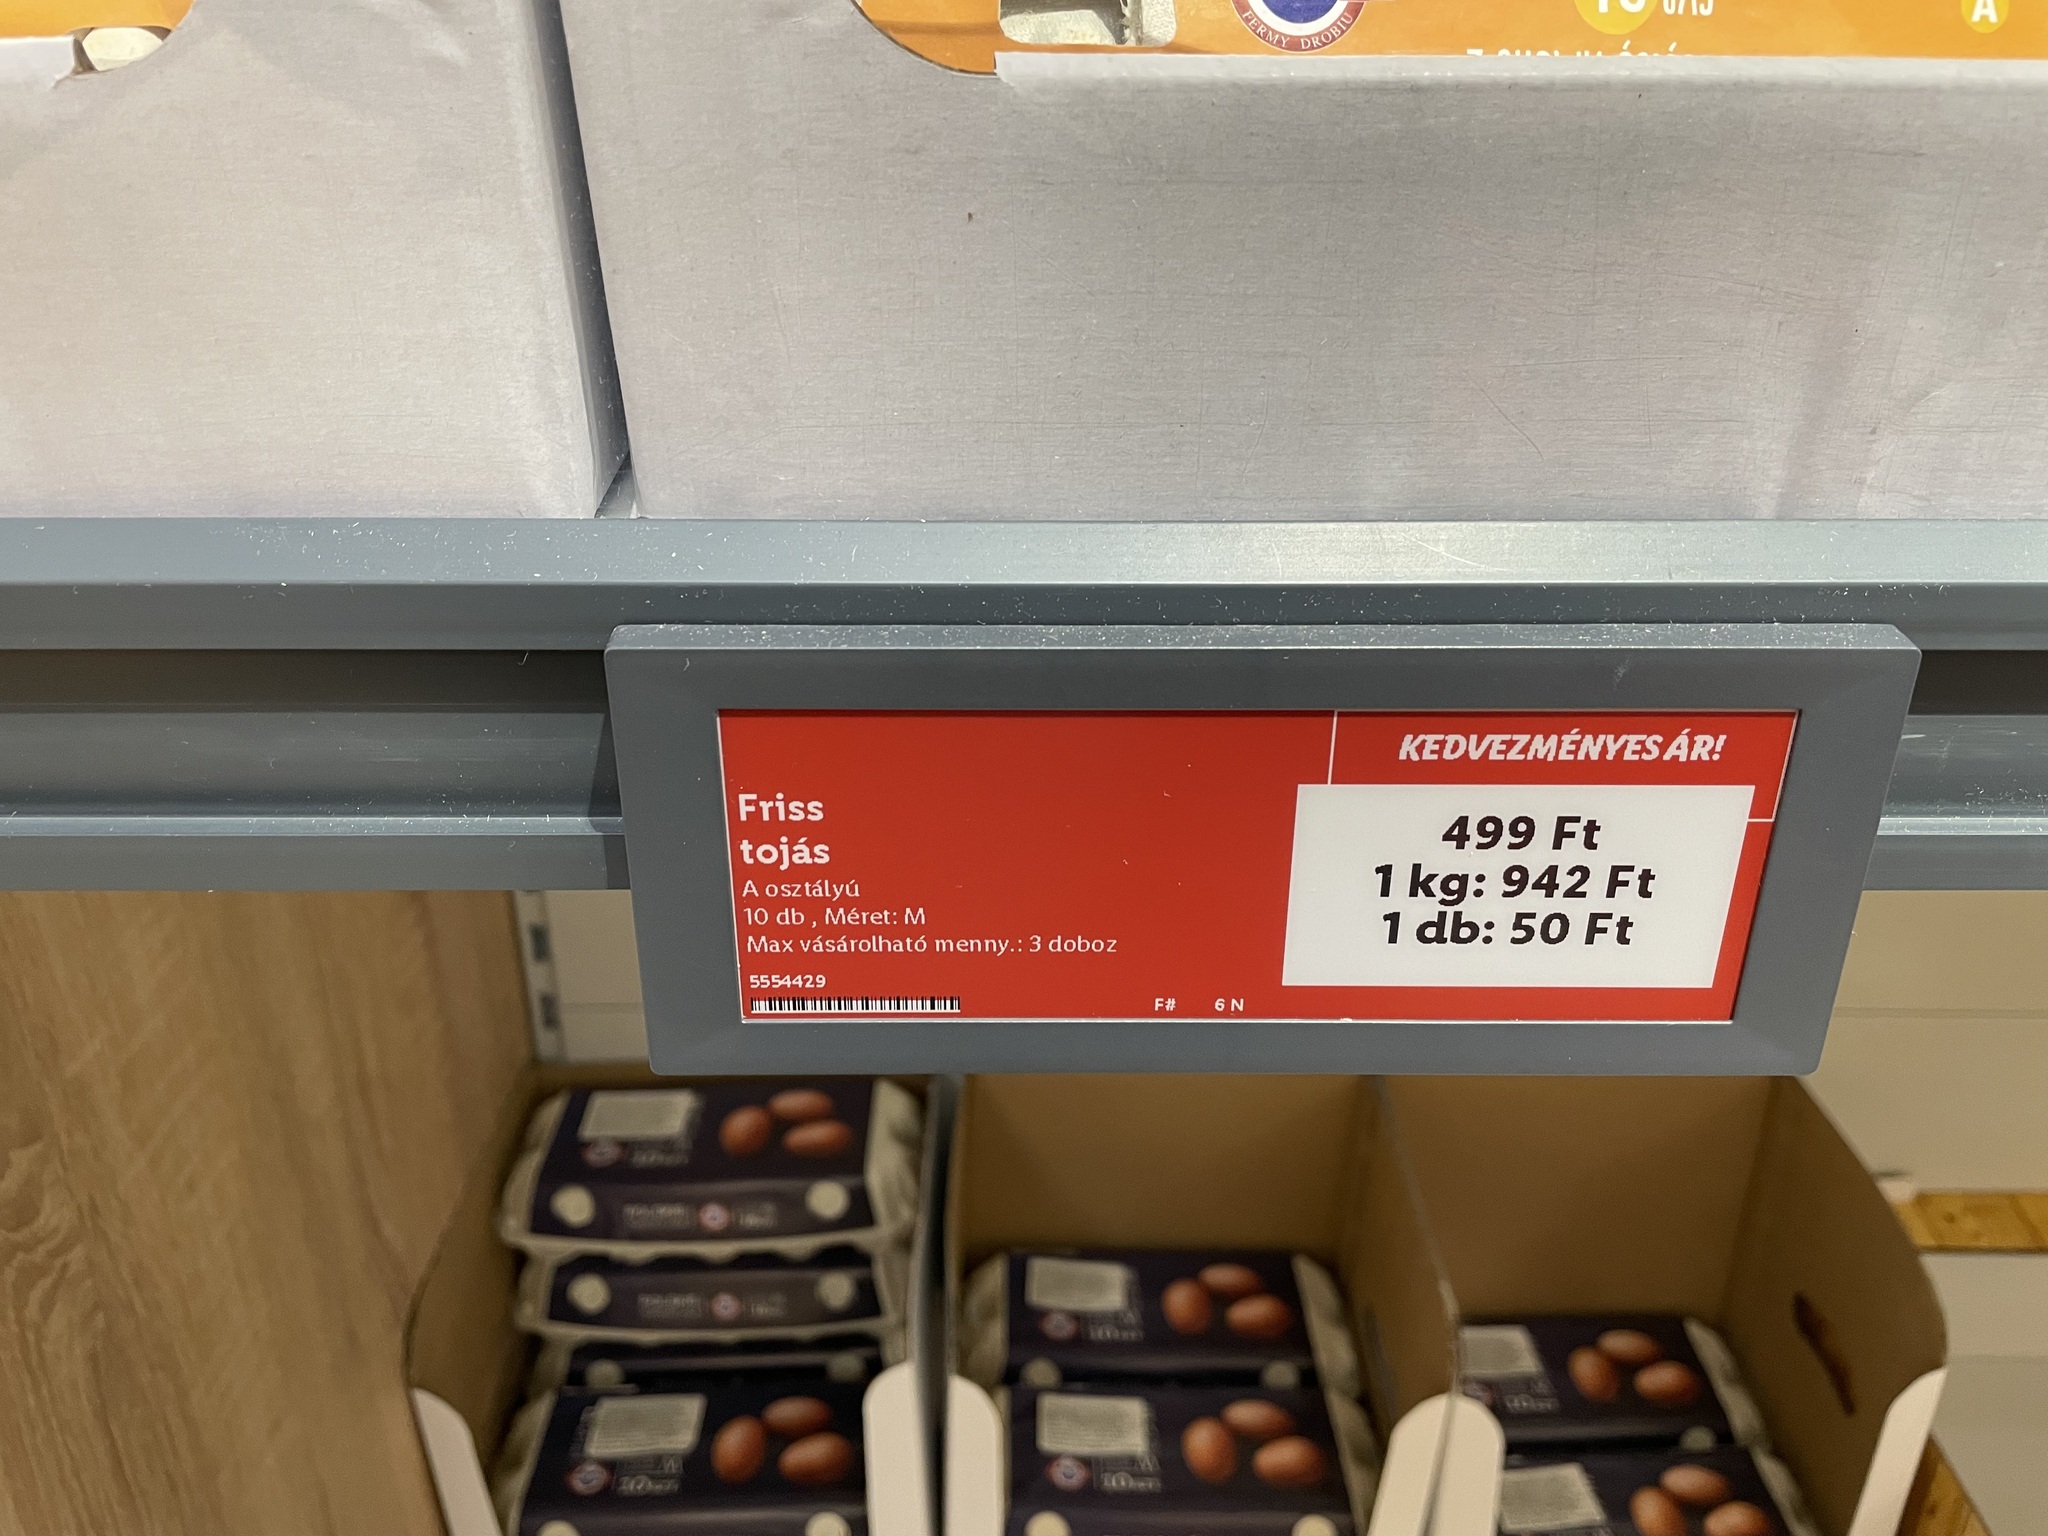 FERMY DROBIU
A
KEDVEZMÉNYES ÁR!
Friss
tojás
A osztályú
10 db , Méret: M
Max vásárolható menny.: 3 doboz
5554429
F# 6 N
499 Ft
1 kg: 942 Ft
1 db: 50 Ft